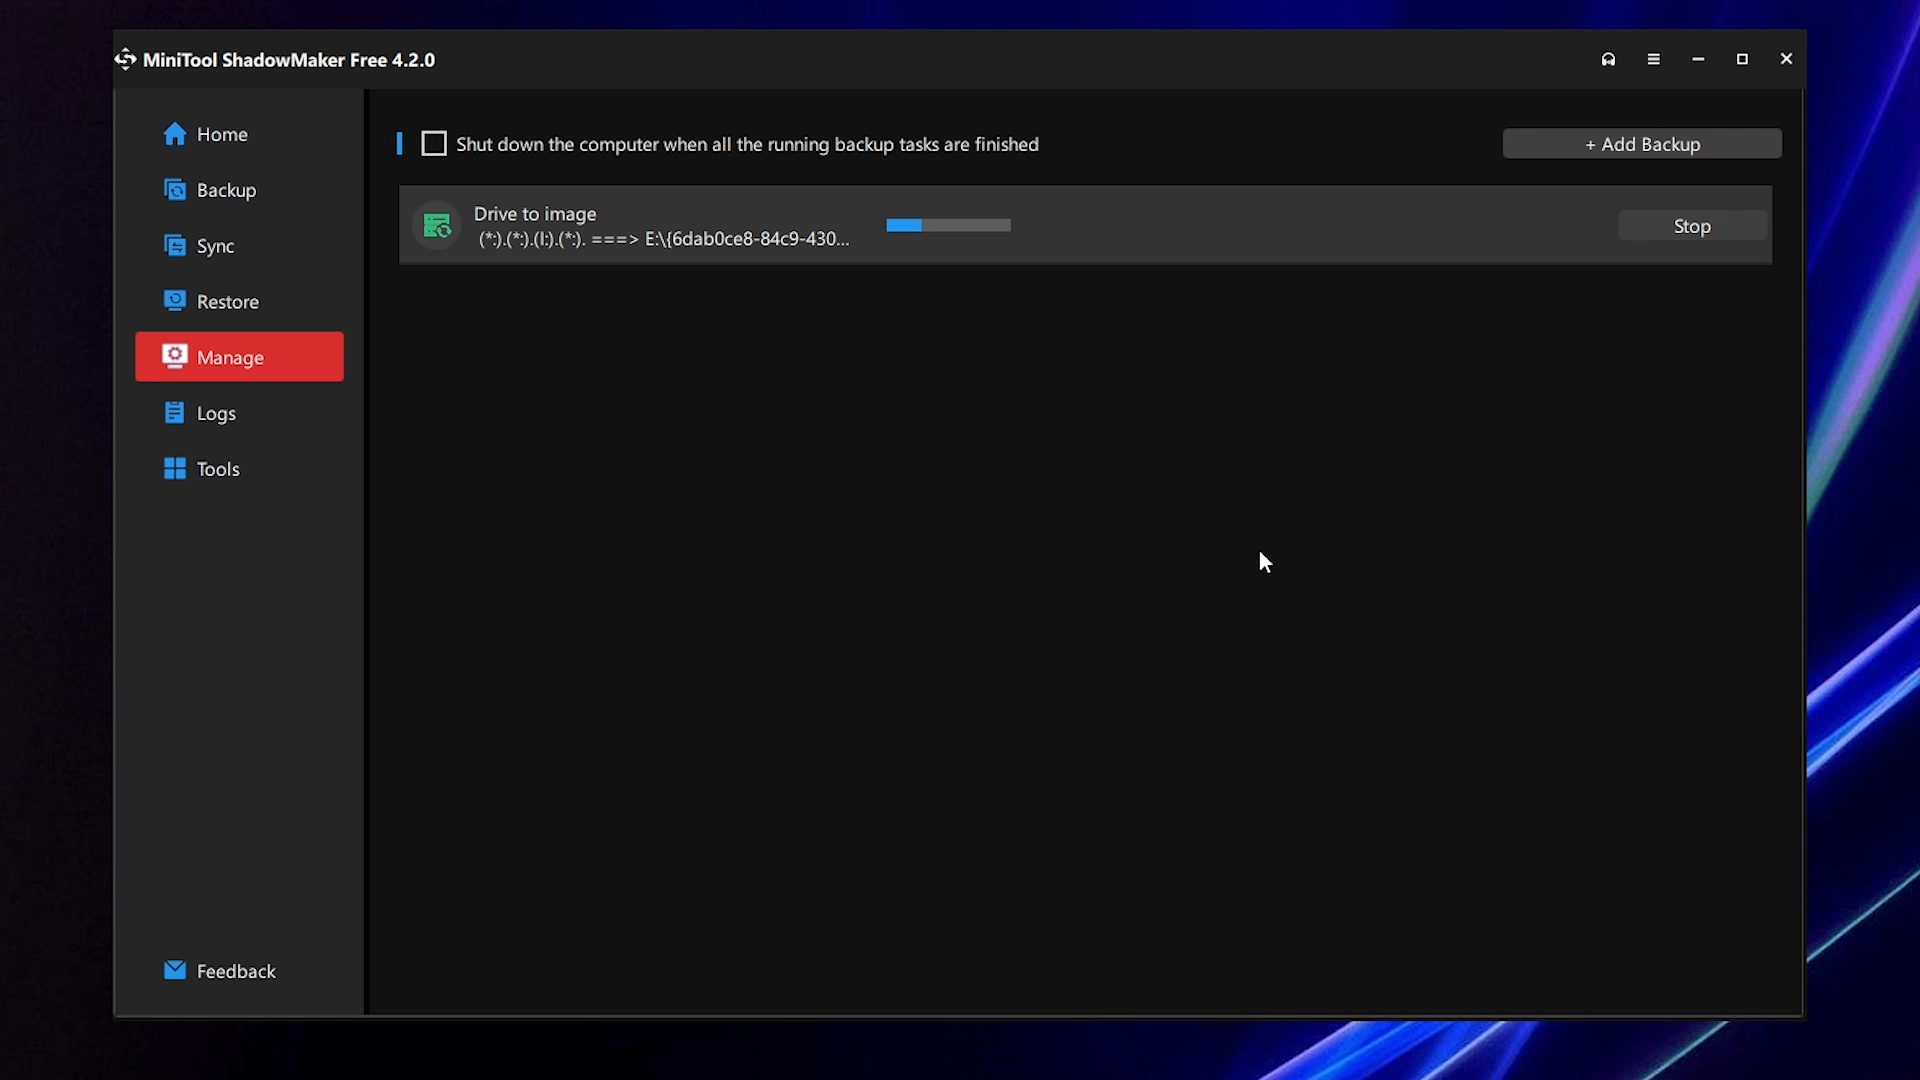 MiniTool ShadowMaker Free 4.2.0
Home
Backup
Sync
Restore
Manage
Logs
Tools
Feedback
Shut down the computer when all the running backup tasks are finished
+ Add Backup
Drive to image
(*:).(*:).(I:).(*:). ===> E:\{6dab0ce8-84c9-430...
Stop